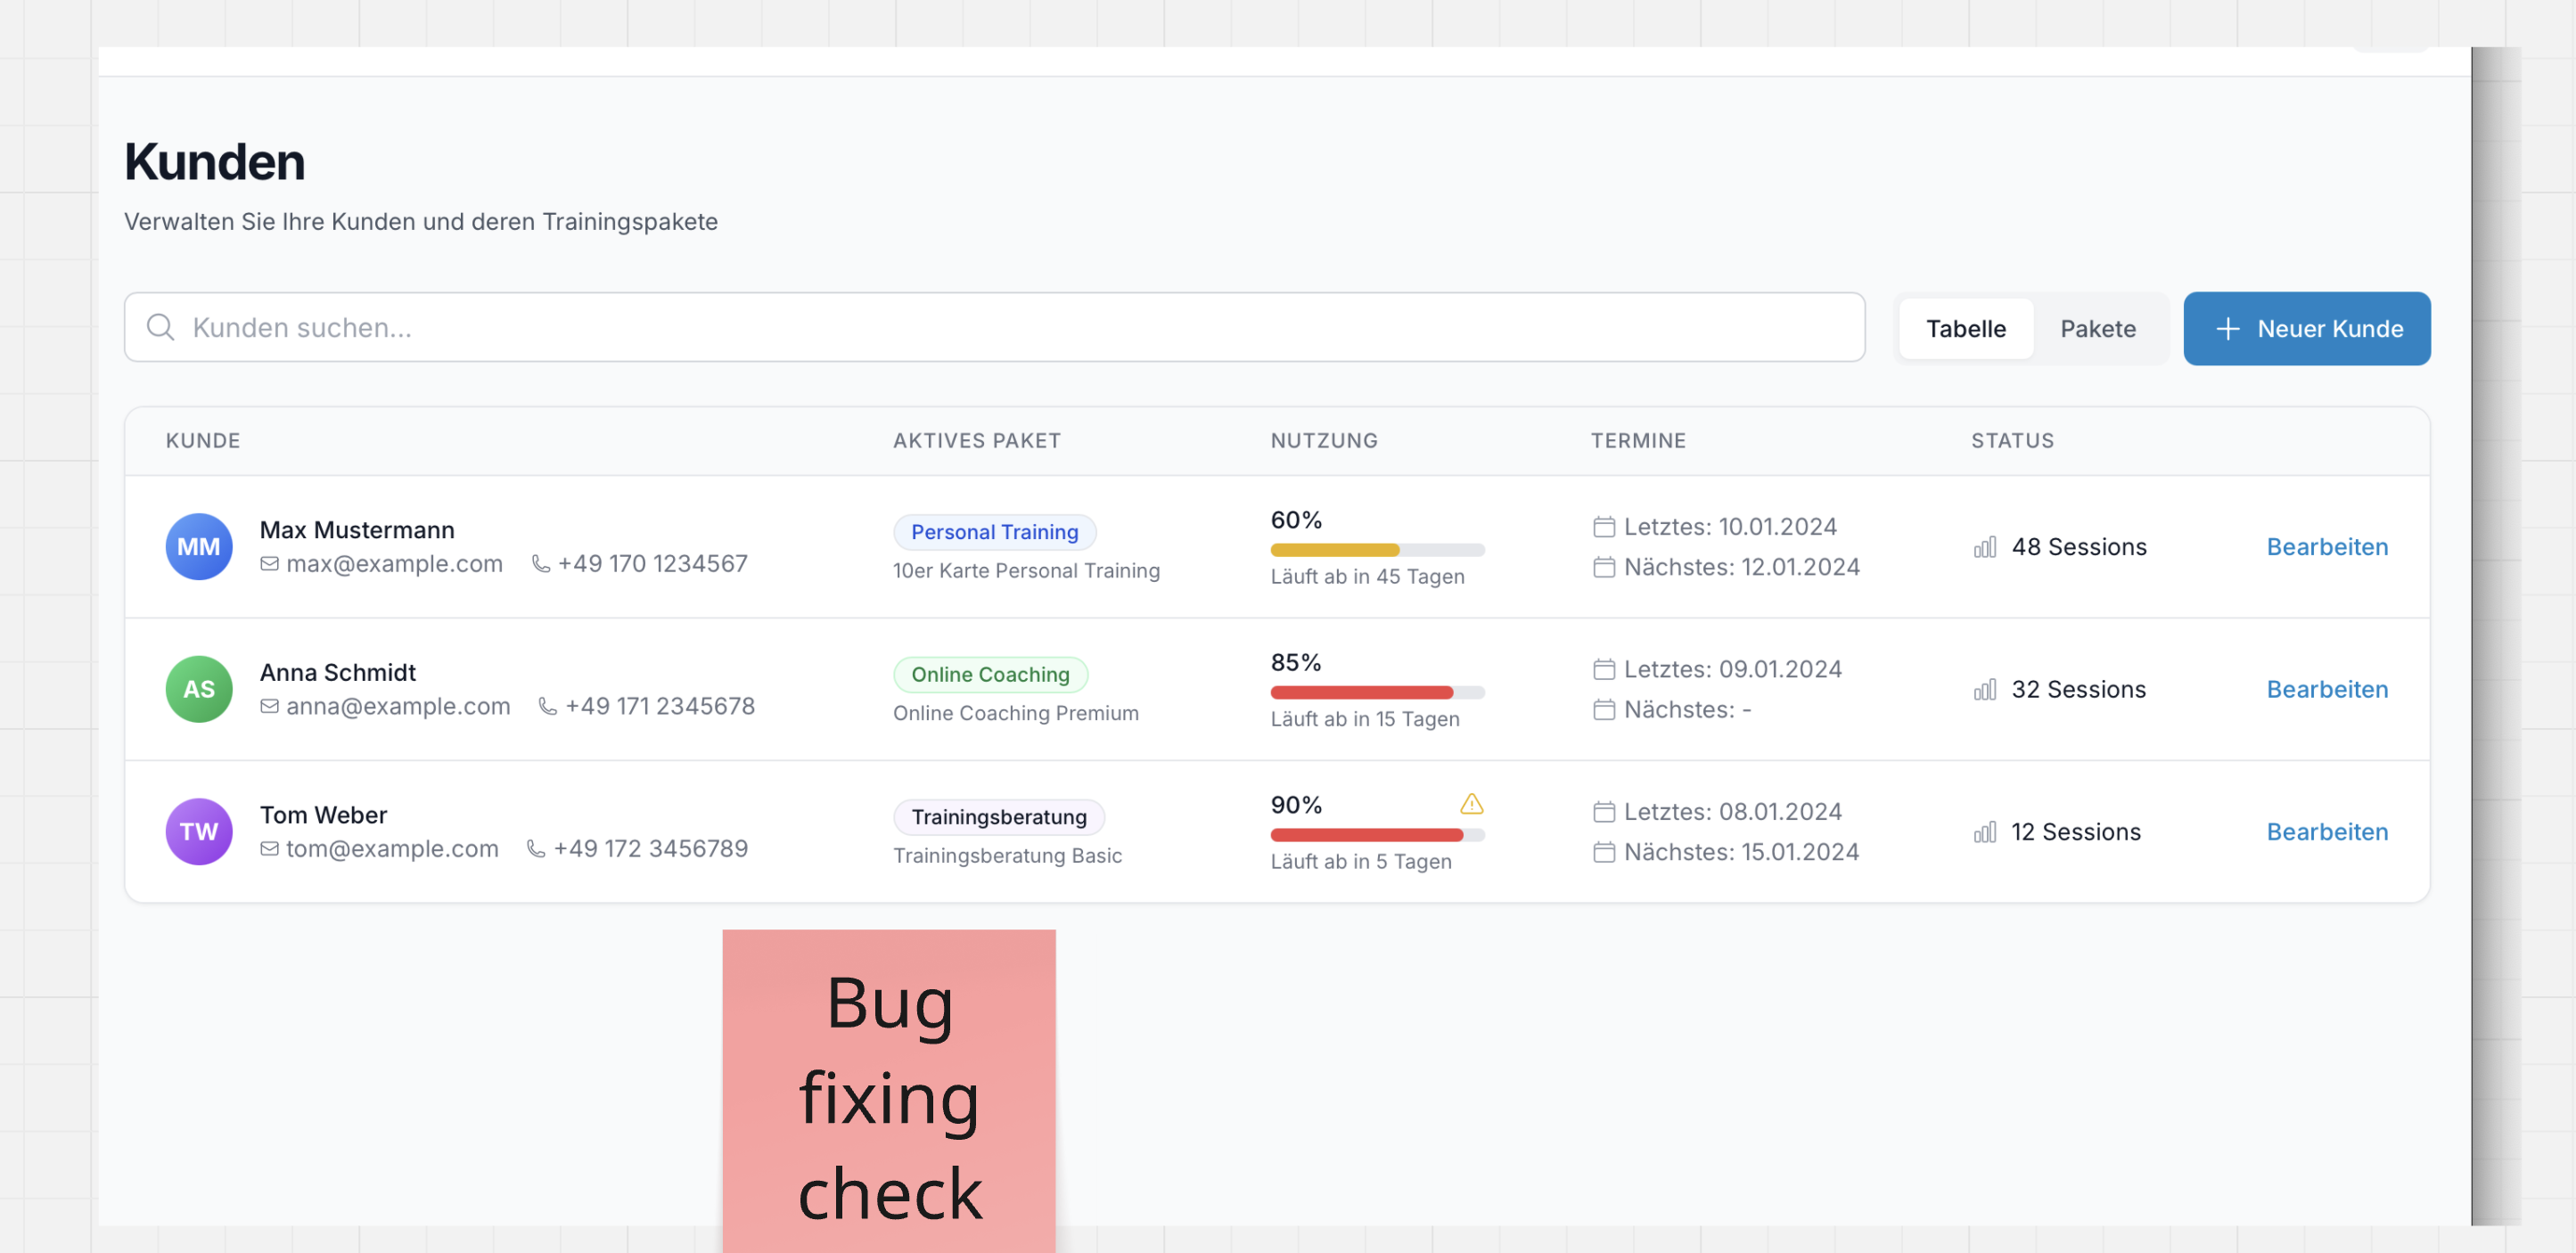 Kunden
Verwalten Sie Ihre Kunden und deren Trainingspakete
Kunden suchen...
Tabelle
Pakete
Neuer Kunde
KUNDE
AKTIVES PAKET
NUTZUNG
TERMINE
STATUS
MM
Max Mustermann
max@example.com
+49 170 1234567
Personal Training
10er Karte Personal Training
60%
Läuft ab in 45 Tagen
Letztes: 10.01.2024
Nächstes: 12.01.2024
48 Sessions
Bearbeiten
AS
Anna Schmidt
anna@example.com
+49 171 2345678
Online Coaching
Online Coaching Premium
85%
Läuft ab in 15 Tagen
Letztes: 09.01.2024
Nächstes: -
32 Sessions
Bearbeiten
TW
Tom Weber
tom@example.com
+49 172 3456789
Trainingsberatung
Trainingsberatung Basic
90%
Läuft ab in 5 Tagen
Letztes: 08.01.2024
Nächstes: 15.01.2024
12 Sessions
Bearbeiten
Bug
fixing
check